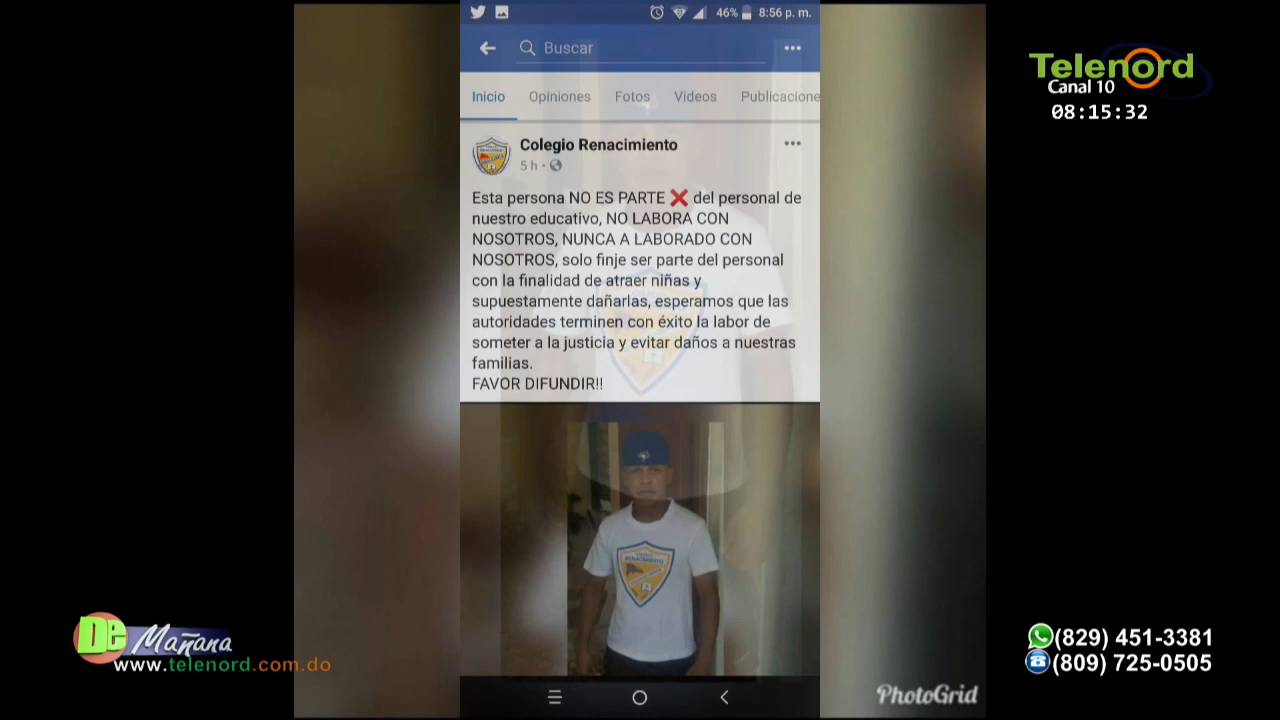 46% 8:56 p. m.
Buscar
Inicio Opiniones Fotos Videos Publicacione
Colegio Renacimiento
5 h
Esta persona NO ES PARTE ❌ del personal de
nuestro educativo, NO LABORA CON
NOSOTROS, NUNCA A LABORADO CON
NOSOTROS, solo finje ser parte del personal
con la finalidad de atraer niñas y
supuestamente dañarlas, esperamos que las
autoridades terminen con éxito la labor de
someter a la justicia y evitar daños a nuestras
familias.
FAVOR DIFUNDIR!!
RENACIMIENTO
Telenord
Canal 10
08:15:32
De Mañana
www.telenord.com.do
(829) 451-3381
(809) 725-0505
PhotoGrid